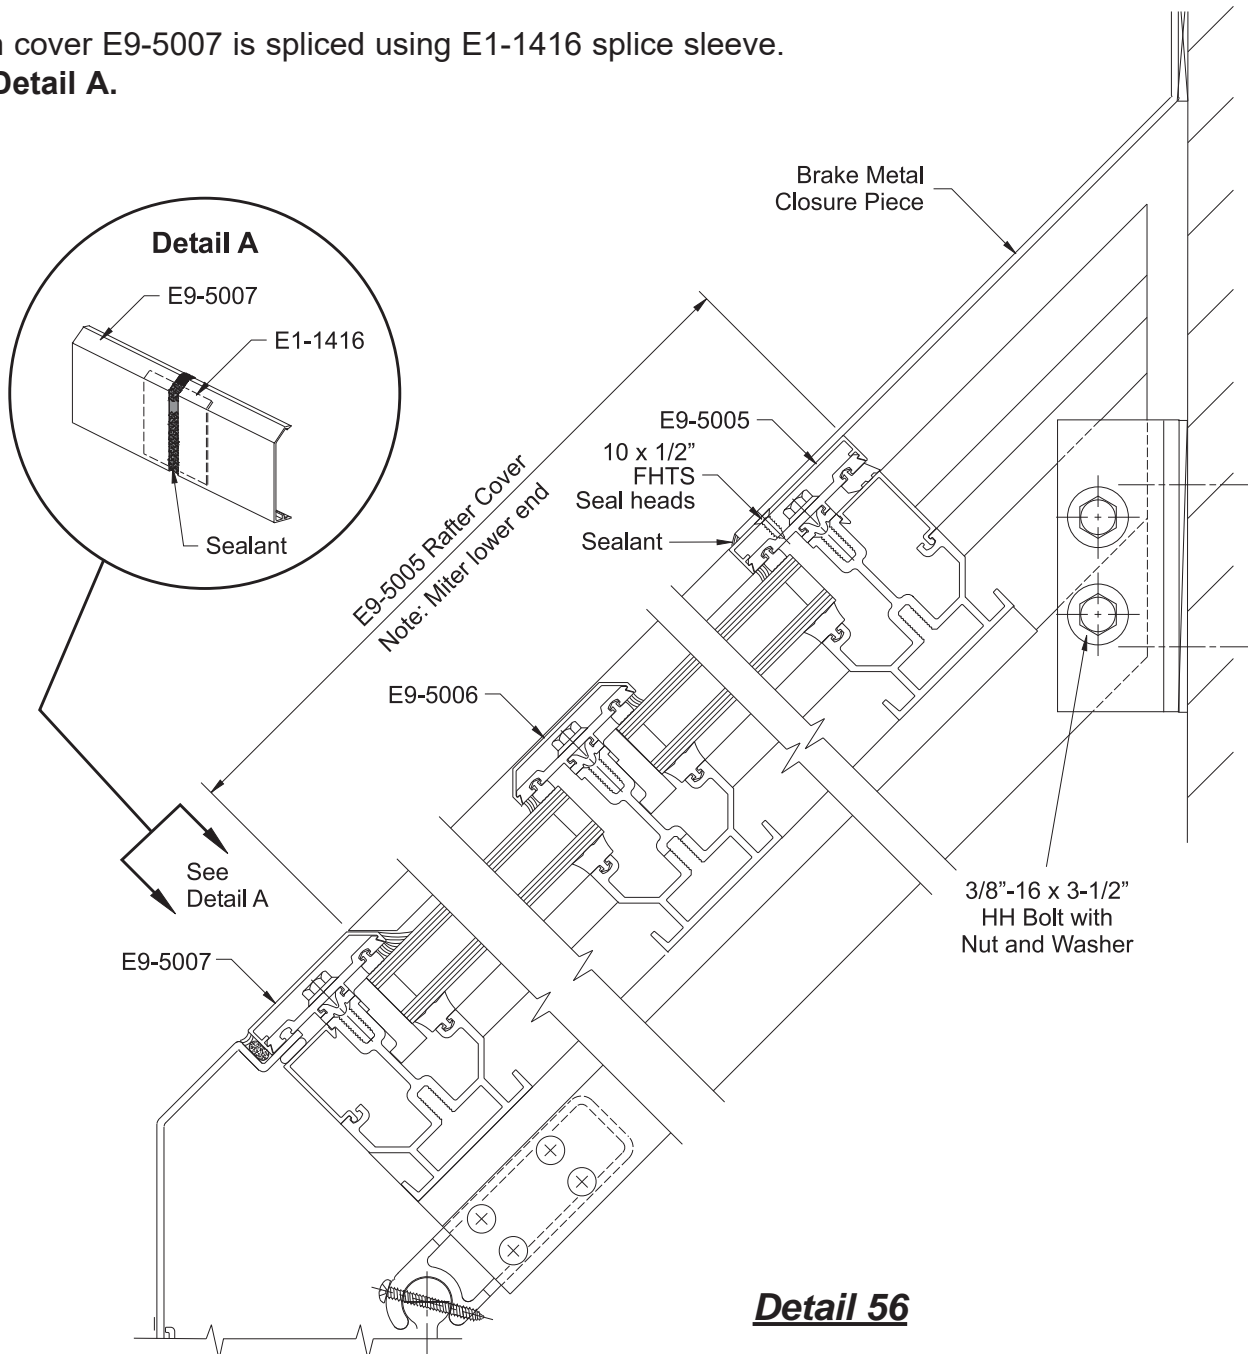 cover E9-5007 is spliced using E1-1416 splice sleeve.
Detail A.
Brake Metal
Closure Piece
Detail A
E9-5007
E1-1416
Sealant
E9-5005 Rafter Cover
Note: Miter lower end
E9-5005
10 x 1/2”
FHTS
Seal heads
Sealant
E9-5006
See
Detail A
E9-5007
3/8”-16 x 3-1/2”
HH Bolt with
Nut and Washer
Detail 56